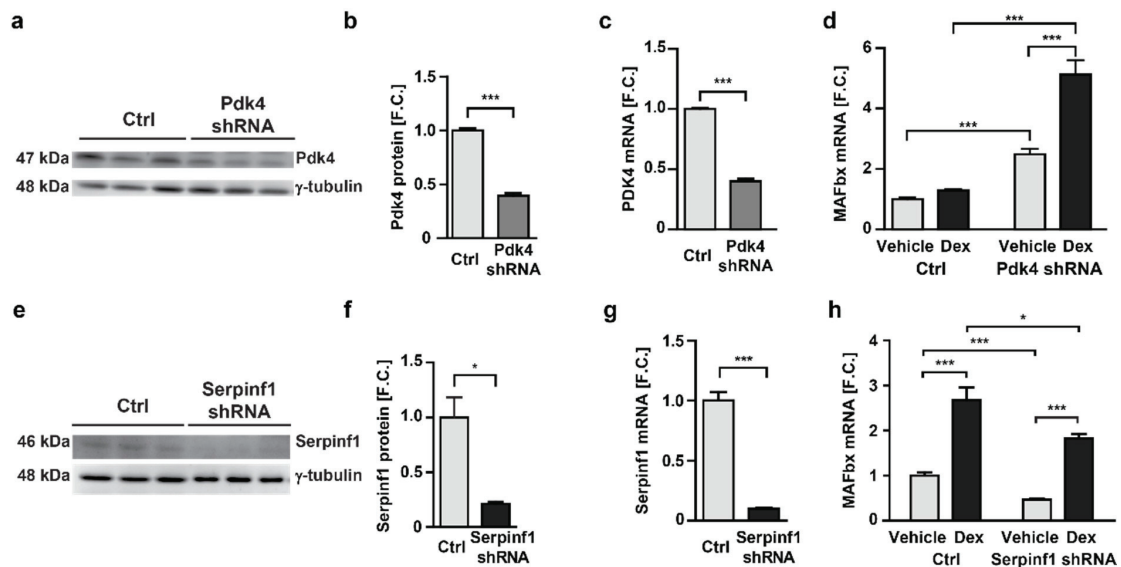 a
Ctrl
Pdk4
shRNA
47 kDa
Pdk4
48 kDa
γ-tubulin
b
Pdk4 protein [F.C.]
1.5
1.0
0.5
0
***
Ctrl
Pdk4
shRNA
c
PDK4 mRNA [F.C.]
1.5
1.0
0.5
0
***
Ctrl
Pdk4
shRNA
d
MAFbx mRNA [F.C.]
6
4
2
0
***
***
***
Vehicle Dex Vehicle Dex
Ctrl Pdk4 shRNA
e
Ctrl
Serpinf1
shRNA
46 kDa
Serpinf1
48 kDa
γ-tubulin
f
Serpinf1 protein [F.C.]
1.5
1.0
0.5
0
*
Ctrl Serpinf1
shRNA
g
Serpinf1 mRNA [F.C.]
1.5
1.0
0.5
0
***
Ctrl Serpinf1
shRNA
h
MAFbx mRNA [F.C.]
4
3
2
1
0
*
***
***
***
Vehicle Dex Vehicle Dex
Ctrl Serpinf1 shRNA